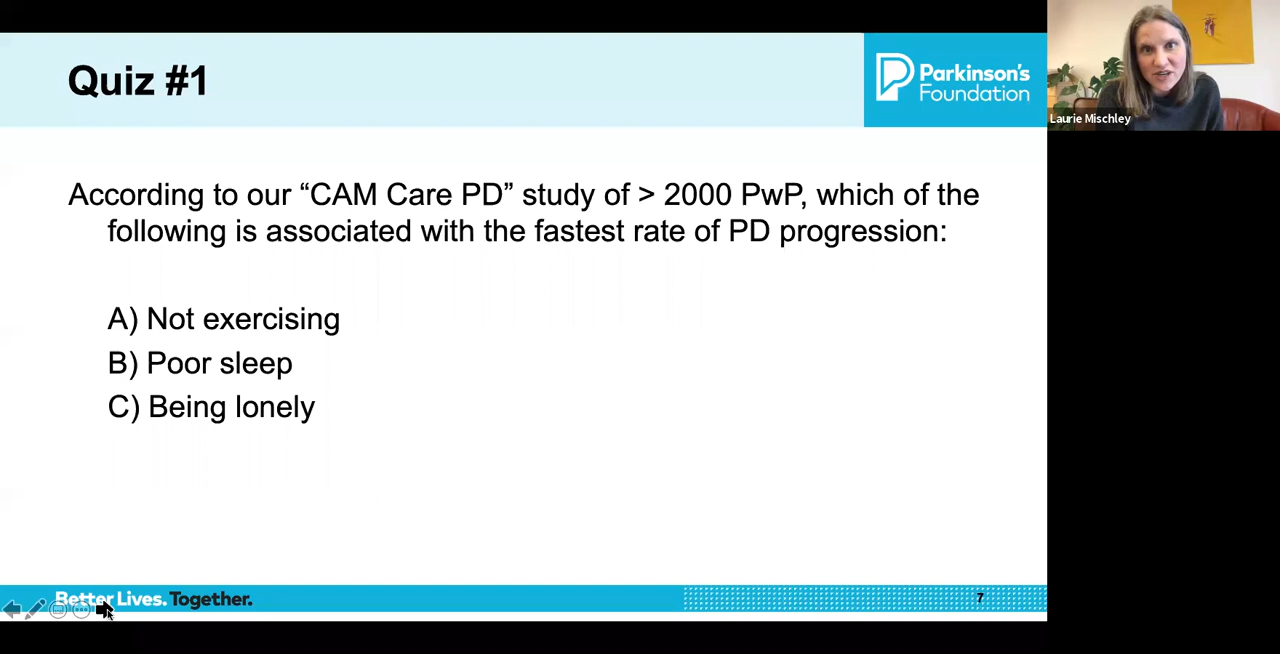 Quiz #1
Parkinson's
Foundation
Laurie Mischley
According to our “CAM Care PD” study of > 2000 PwP, which of the
following is associated with the fastest rate of PD progression:
A) Not exercising
B) Poor sleep
C) Being lonely
Better Lives. Together.
7